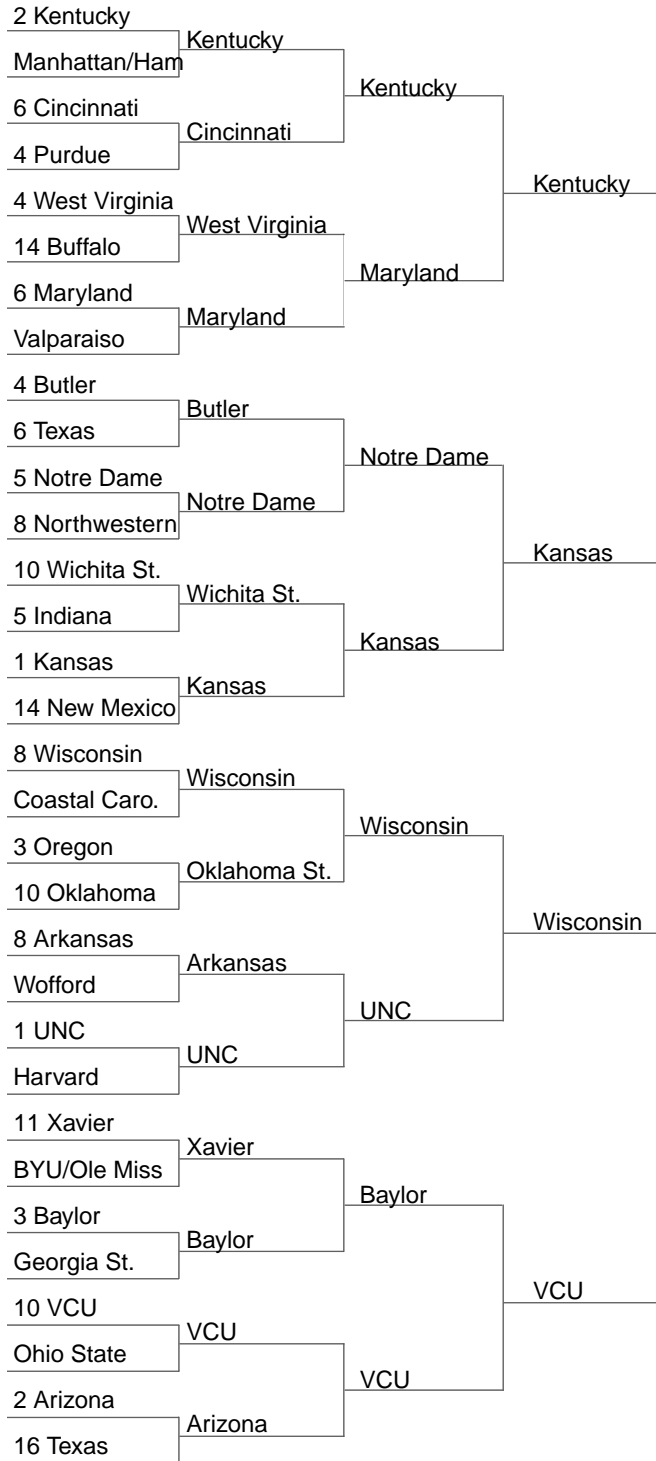 2 Kentucky
Manhattan/Ham
6 Cincinnati
4 Purdue
4 West Virginia
14 Buffalo
6 Maryland
Valparaiso
4 Butler
6 Texas
5 Notre Dame
8 Northwestern
10 Wichita St.
5 Indiana
1 Kansas
14 New Mexico
8 Wisconsin
Coastal Caro.
3 Oregon
10 Oklahoma
8 Arkansas
Wofford
1 UNC
Harvard
11 Xavier
BYU/Ole Miss
3 Baylor
Georgia St.
10 VCU
Ohio State
2 Arizona
16 Texas
Kentucky
Cincinnati
West Virginia
Maryland
Butler
Notre Dame
Wichita St.
Kansas
Wisconsin
Oklahoma St.
Arkansas
UNC
Xavier
Baylor
VCU
Arizona
Kentucky
Maryland
Notre Dame
Kansas
Wisconsin
UNC
Baylor
VCU
Kentucky
Kansas
Wisconsin
VCU